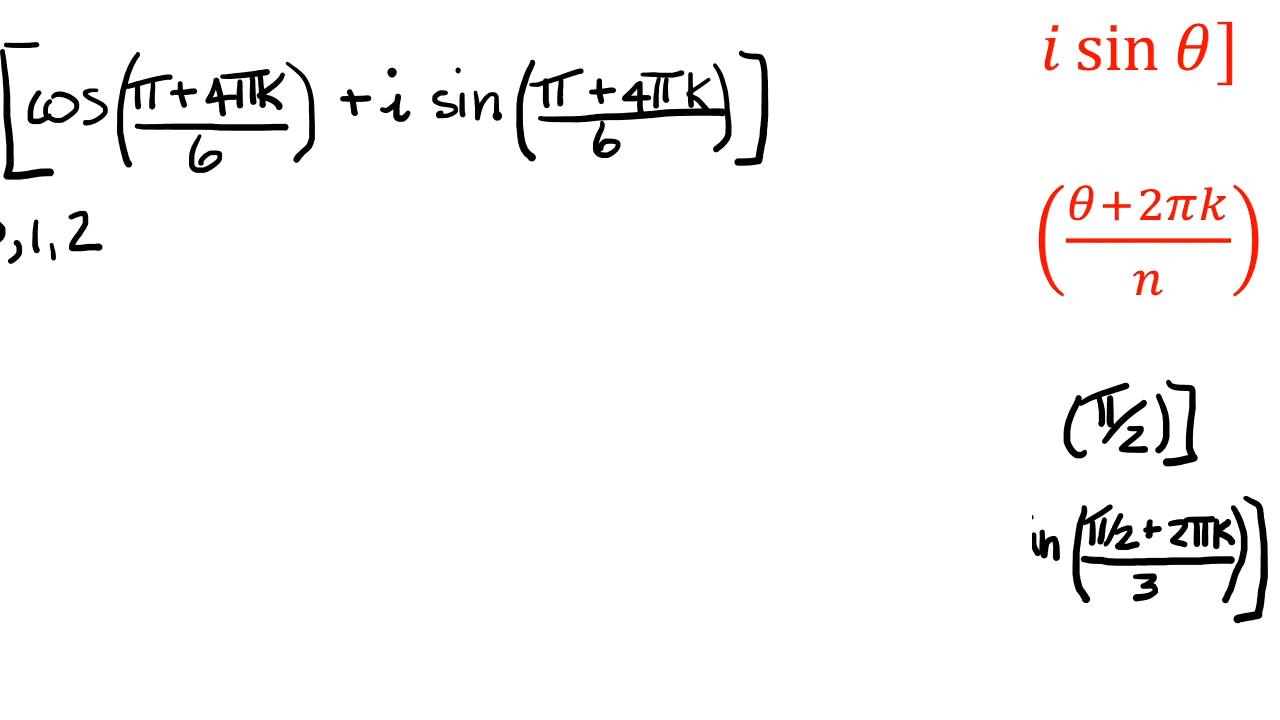 [cos((π + 4πk)/6) + i sin((π + 4πk)/6)]
, 1, 2
i sin θ]
((θ + 2πk)/n)
(π/2)]
in ((π/2 + 2πk)/3)]